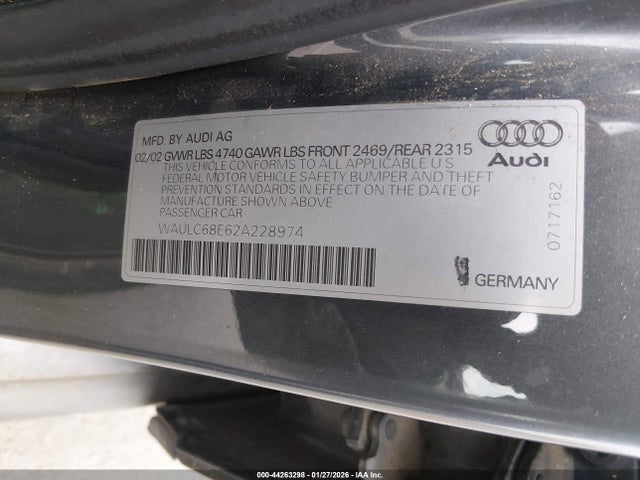 MFD. BY AUDI AG
02/02 GVWR LBS 4740 GAWR LBS FRONT 2469/REAR 2315
THIS VEHICLE CONFORMS TO ALL APPLICABLE U S
FEDERAL MOTOR VEHICLE SAFETY BUMPER AND THEFT
PREVENTION STANDARDS IN EFFECT ON THE DATE OF
MANUFACTURE SHOWN ABOVE
PASSENGER CAR
WAULC68E62A228974
GERMANY
Audi
0717162
000-44263298 - 01/27/2026 - IAAI.COM